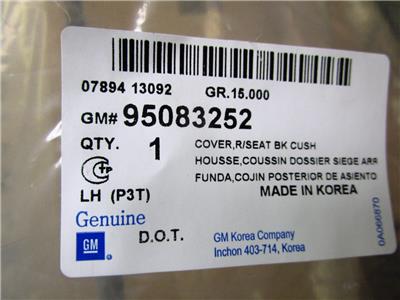 07894 13092 GR.15.000
GM# 95083252
QTY. 1
COVER,R/SEAT BK CUSH
HOUSSE,COUSSIN DOSSIER SIEGE ARR
FUNDA,COJIN POSTERIOR DE ASIENTO
MADE IN KOREA
LH (P3T)
Genuine
GM
D.O.T.
GM Korea Company
Inchon 403-714, Korea
0A066870